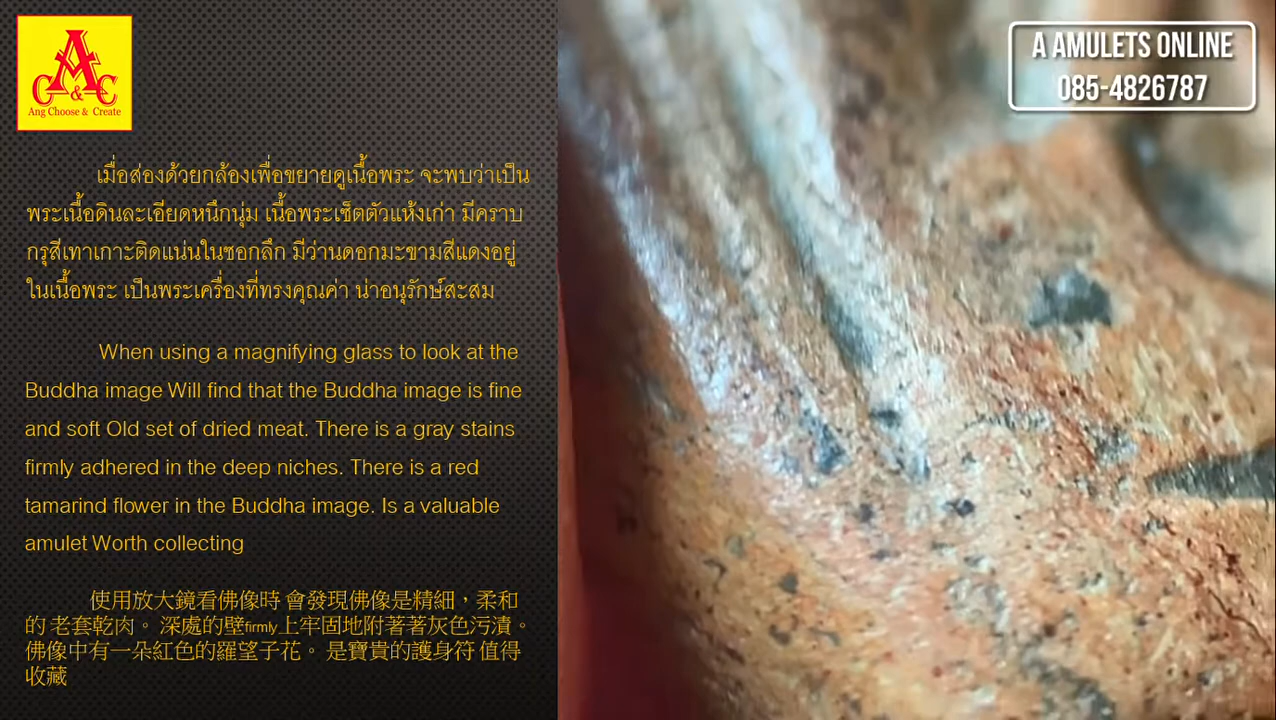 A
C & C
Ang Choose & Create
A AMULETS ONLINE
085-4826787
เมื่อส่องด้วยกล้องเพื่อขยายดูเนื้อพระ จะพบว่าเป็น
พระเนื้อดินละเอียดหนึกนุ่ม เนื้อพระเซ็ตตัวแห้งเก่า มีคราบ
กรุสีเทาเกาะติดแน่นในซอกลึก มีว่านดอกมะขามสีแดงอยู่
ในเนื้อพระ เป็นพระเครื่องที่ทรงคุณค่า น่าอนุรักษ์สะสม
When using a magnifying glass to look at the
Buddha image Will find that the Buddha image is fine
and soft Old set of dried meat. There is a gray stains
firmly adhered in the deep niches. There is a red
tamarind flower in the Buddha image. Is a valuable
amulet Worth collecting
使用放大鏡看佛像時 會發現佛像是精細，柔和
的 老套乾肉。 深處的壁firmly上牢固地附著著灰色污漬。
佛像中有一朵紅色的羅望子花。 是寶貴的護身符 值得
收藏